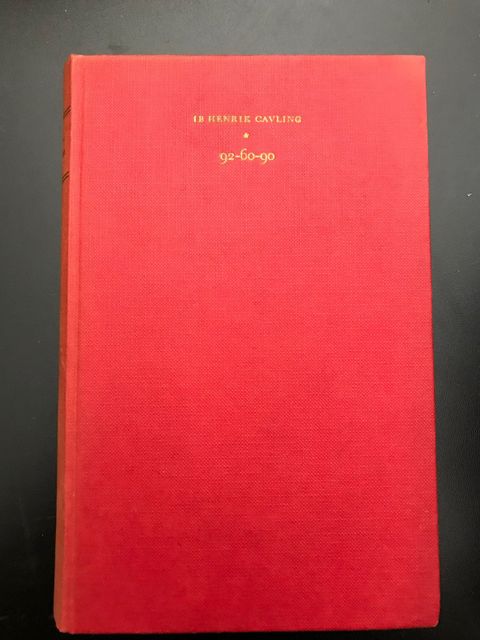 IB HENRIK CAVLING
*
92-60-90